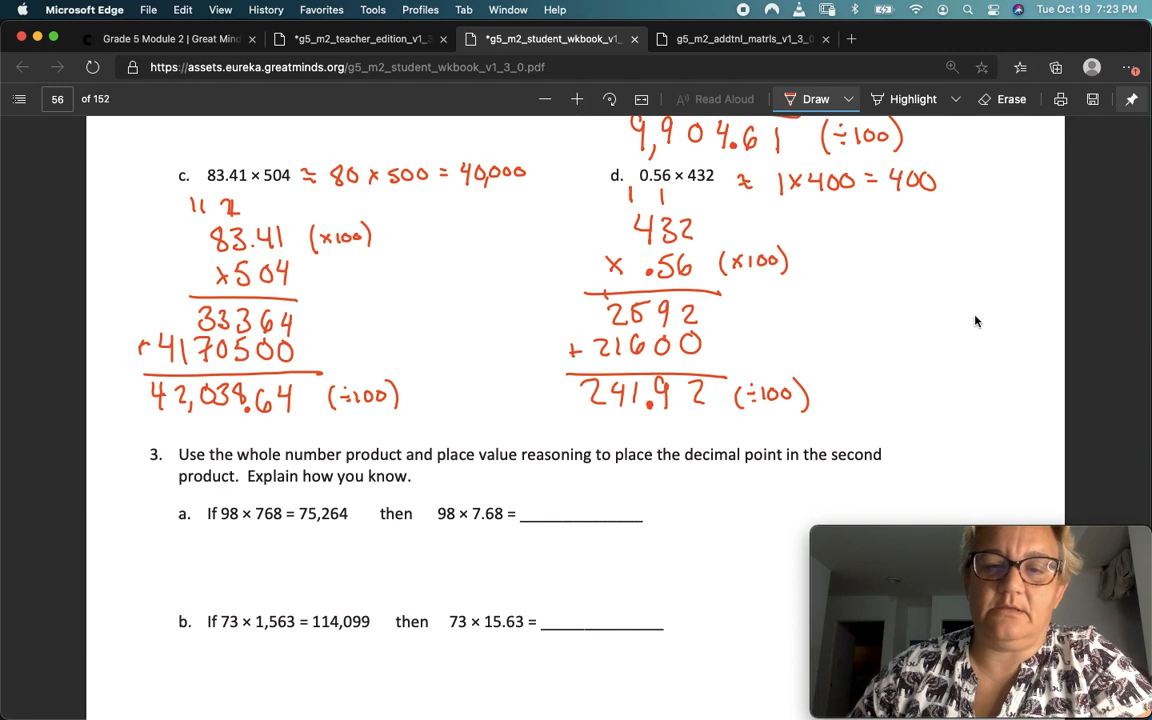 Microsoft Edge File Edit View History Favorites Tools Profiles Tab Window Help Tue Oct 19 7:23 PM
Grade 5 Module 2 | Great Mind *g5_m2_teacher_edition_v1_3 *g5_m2_student_wkbook_v1 g5_m2_addtnl_matrls_v1_3_0.
https://assets.eureka.greatminds.org/g5_m2_student_wkbook_v1_3_0.pdf
56 of 152 Read Aloud Draw Highlight Erase
9,904.61 (÷100)
c. 83.41 × 504 ≈ 80 × 500 = 40,000
d. 0.56 × 432 ≈ 1 × 400 = 400
83.41 (×100)
×504
33364
+4170500
42,038.64 (÷100)
1 1
432
× .56 (×100)
2592
+ 21600
241.92 (÷100)
3. Use the whole number product and place value reasoning to place the decimal point in the second
product. Explain how you know.
a. If 98 × 768 = 75,264 then 98 × 7.68 = ______________
b. If 73 × 1,563 = 114,099 then 73 × 15.63 = ______________